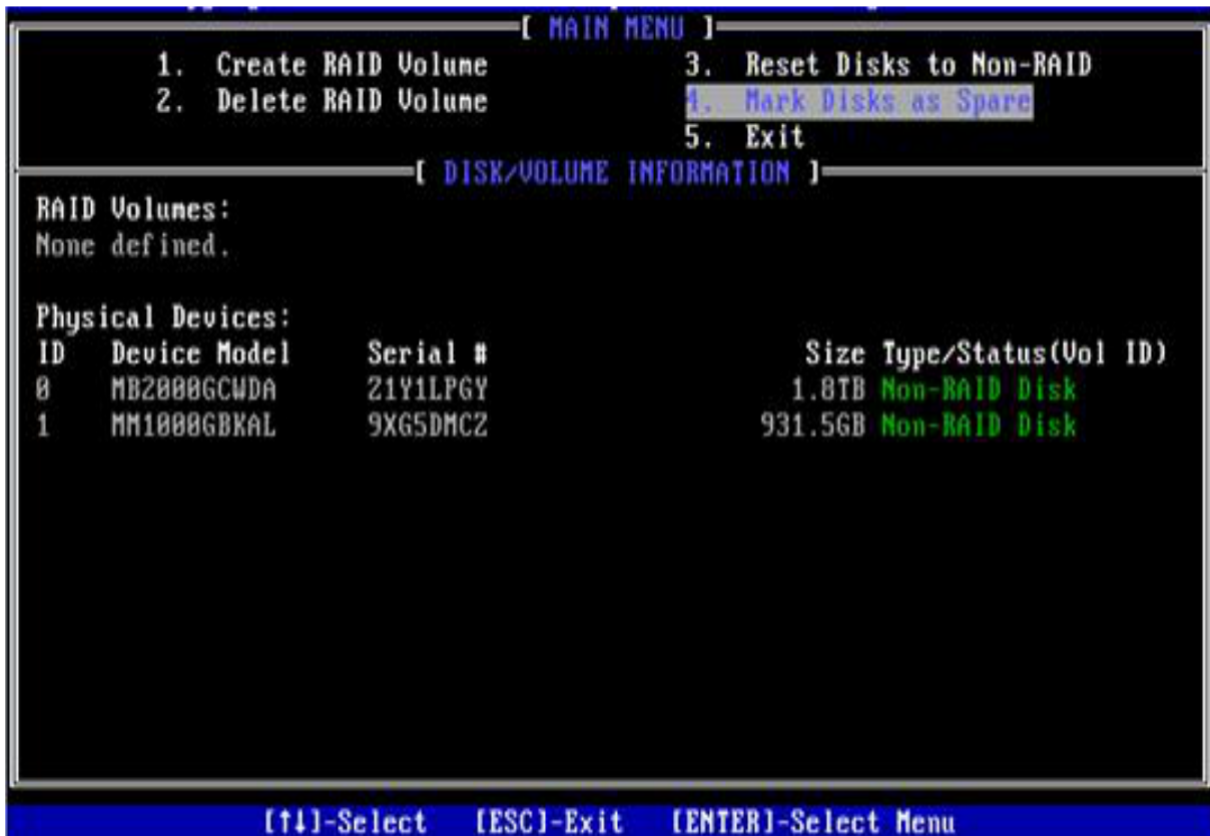 [ MAIN MENU ]
1. Create RAID Volume 3. Reset Disks to Non-RAID
2. Delete RAID Volume 4. Mark Disks as Spare
5. Exit
[ DISK/VOLUME INFORMATION ]
RAID Volumes:
None defined.
Physical Devices:
ID Device Model Serial # Size Type/Status(Vol ID)
0 MB2000GCWDA Z1Y1LPGY 1.8TB Non-RAID Disk
1 MM1000GBKAL 9XG5DMCZ 931.5GB Non-RAID Disk
[↑↓]-Select [ESC]-Exit [ENTER]-Select Menu